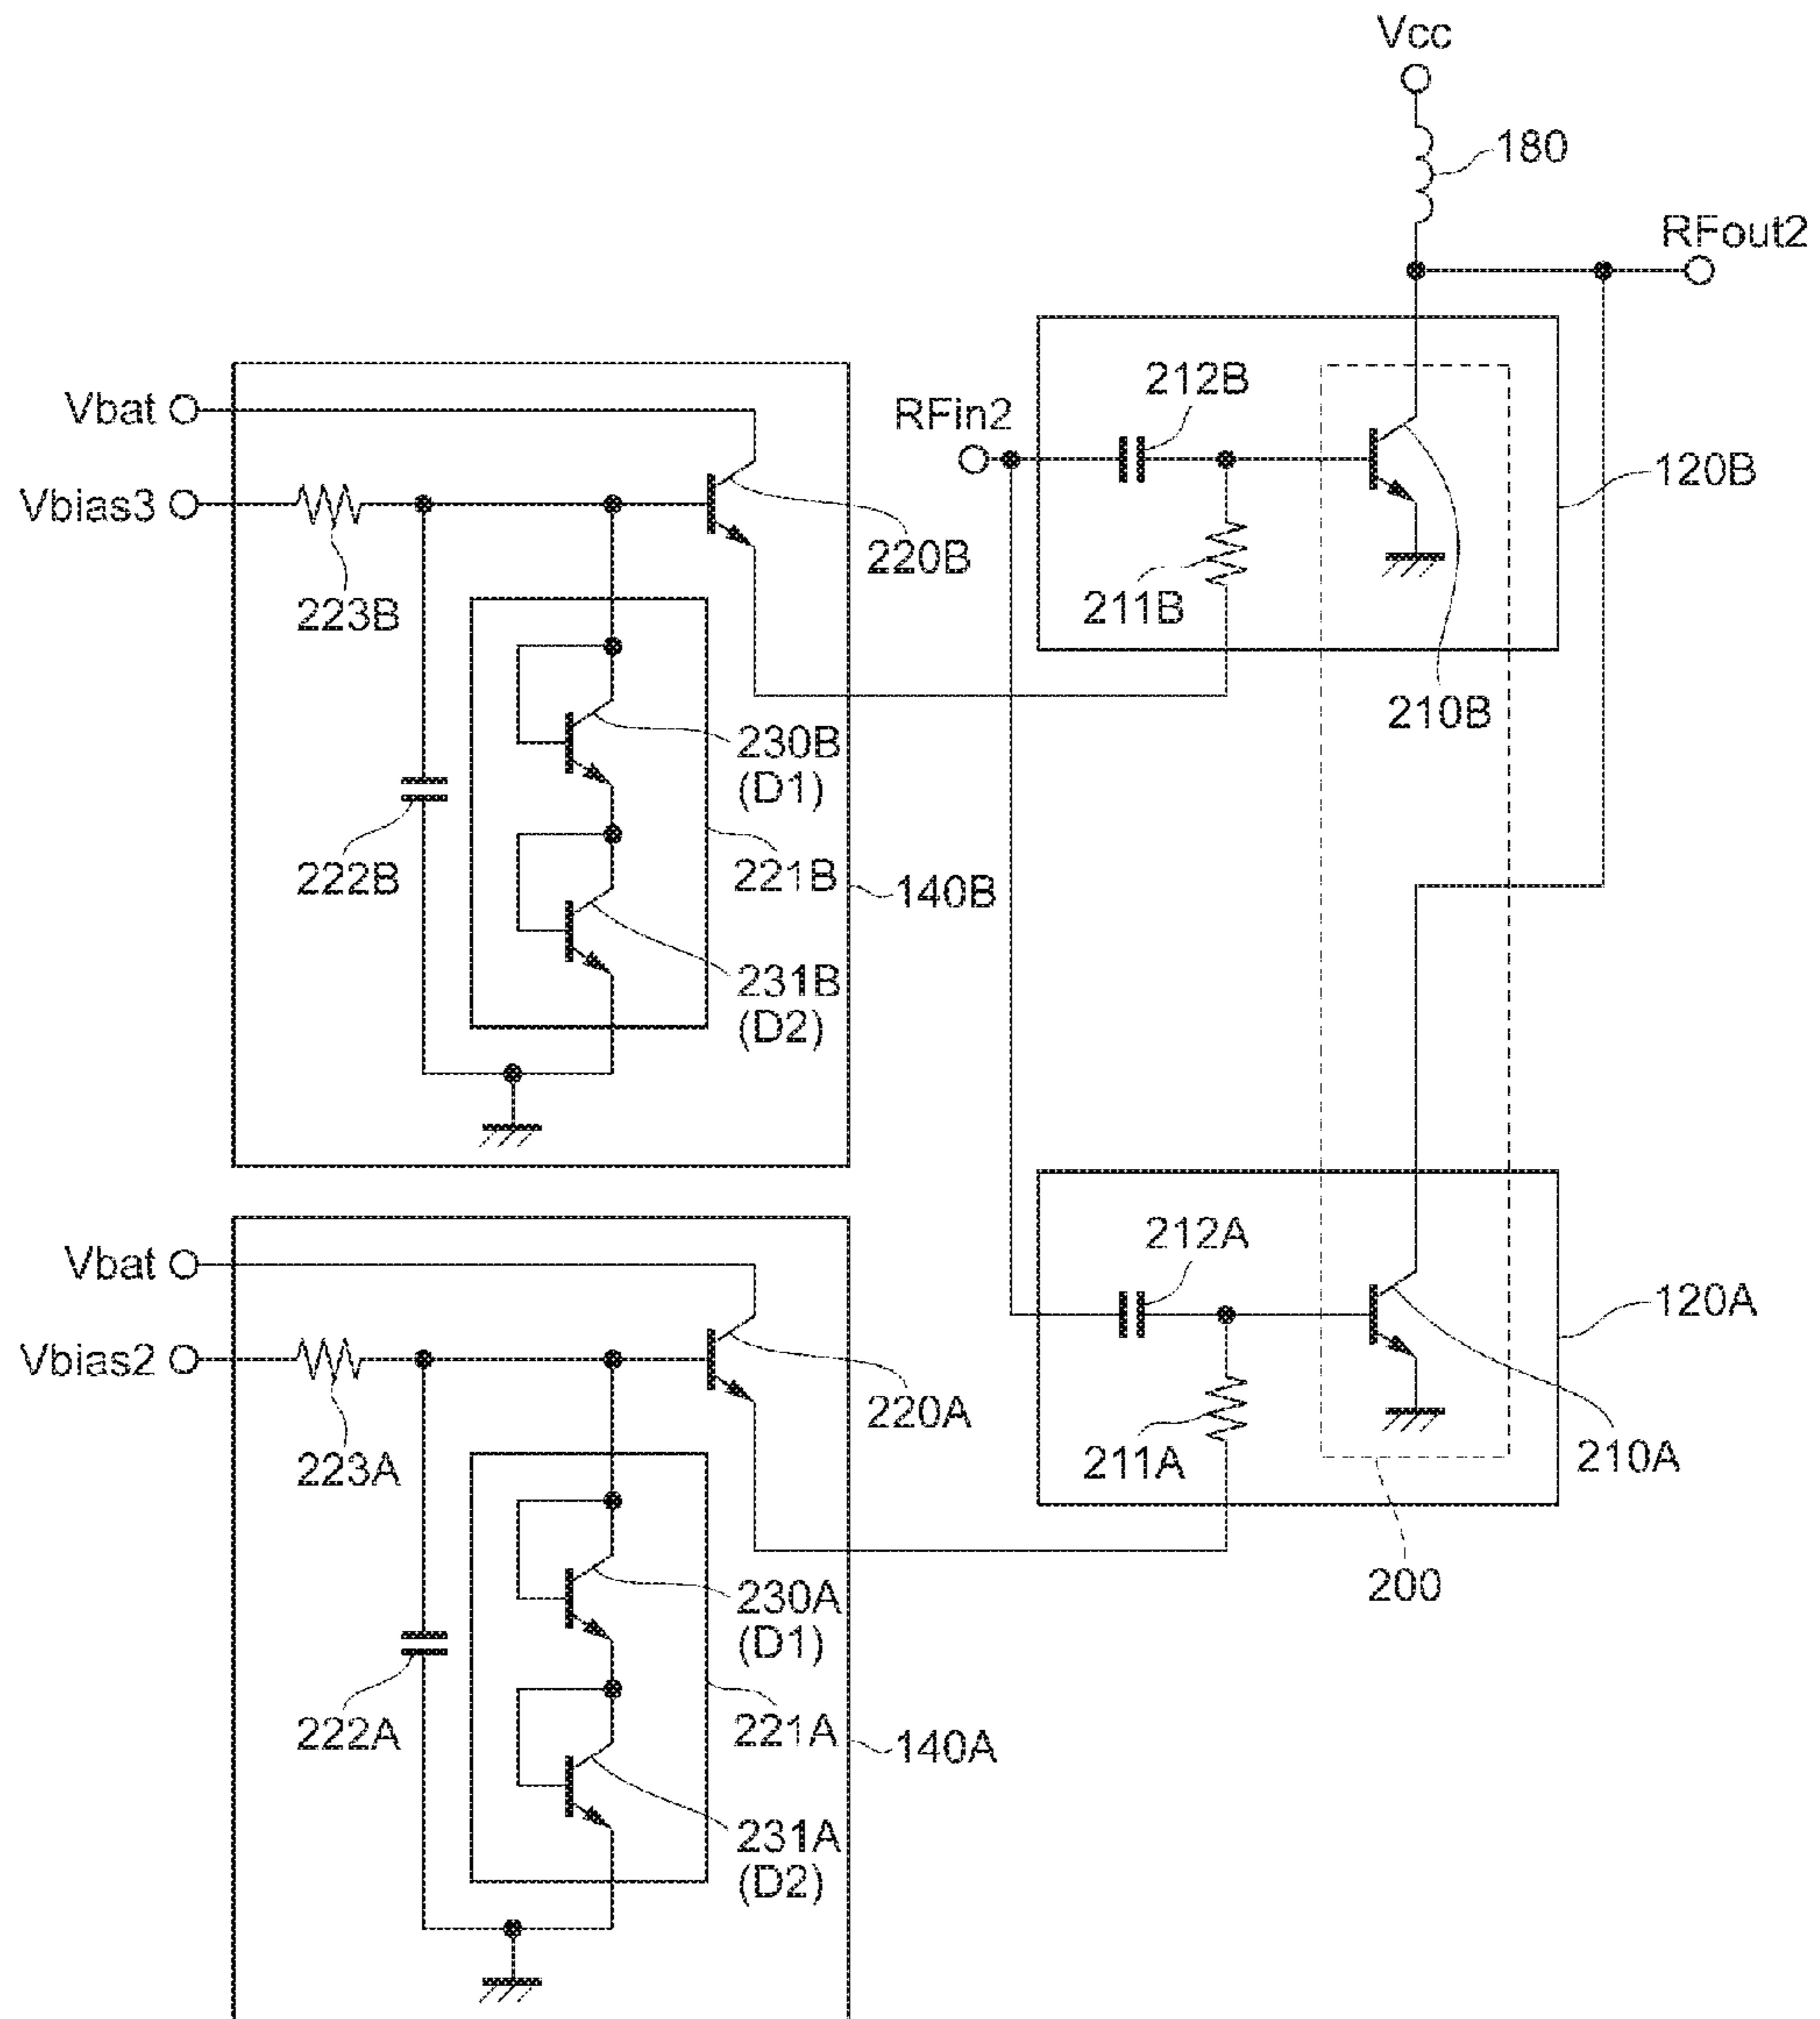 Vcc
180
RFout2
212B
RFin2
Vbat
120B
Vbias3
220B
223B
211B
210B
230B
(D1)
222B
221B
140B
231B
(D2)
212A
Vbat
120A
Vbias2
220A
223A
211A
210A
200
230A
(D1)
222A
221A
140A
231A
(D2)